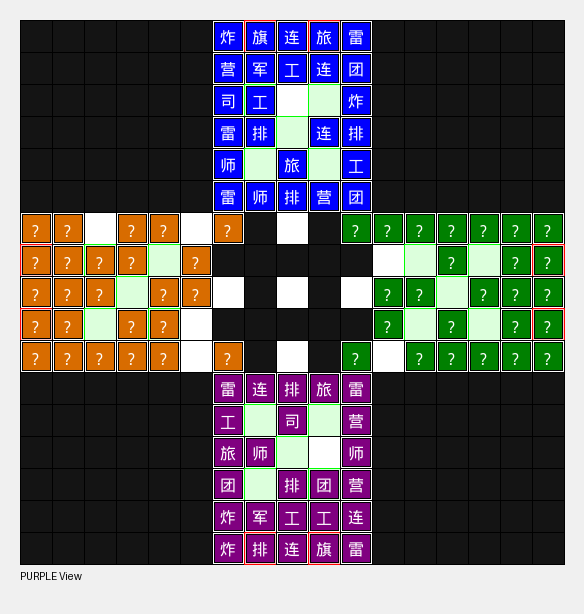 炸 旗 连 旅 雷
营 军 工 连 团
司 工 炸
雷 排 连 排
师 旅 工
雷 师 排 营 团
? ? ? ? ? ? ? ? ? ? ? ?
? ? ? ? ? ? ? ?
? ? ? ? ? ? ? ? ? ?
? ? ? ? ? ? ? ?
? ? ? ? ? ? ? ? ? ? ? ?
雷 连 排 旅 雷
工 司 营
旅 师 师
团 排 团 营
炸 军 工 工 连
炸 排 连 旗 雷
PURPLE View